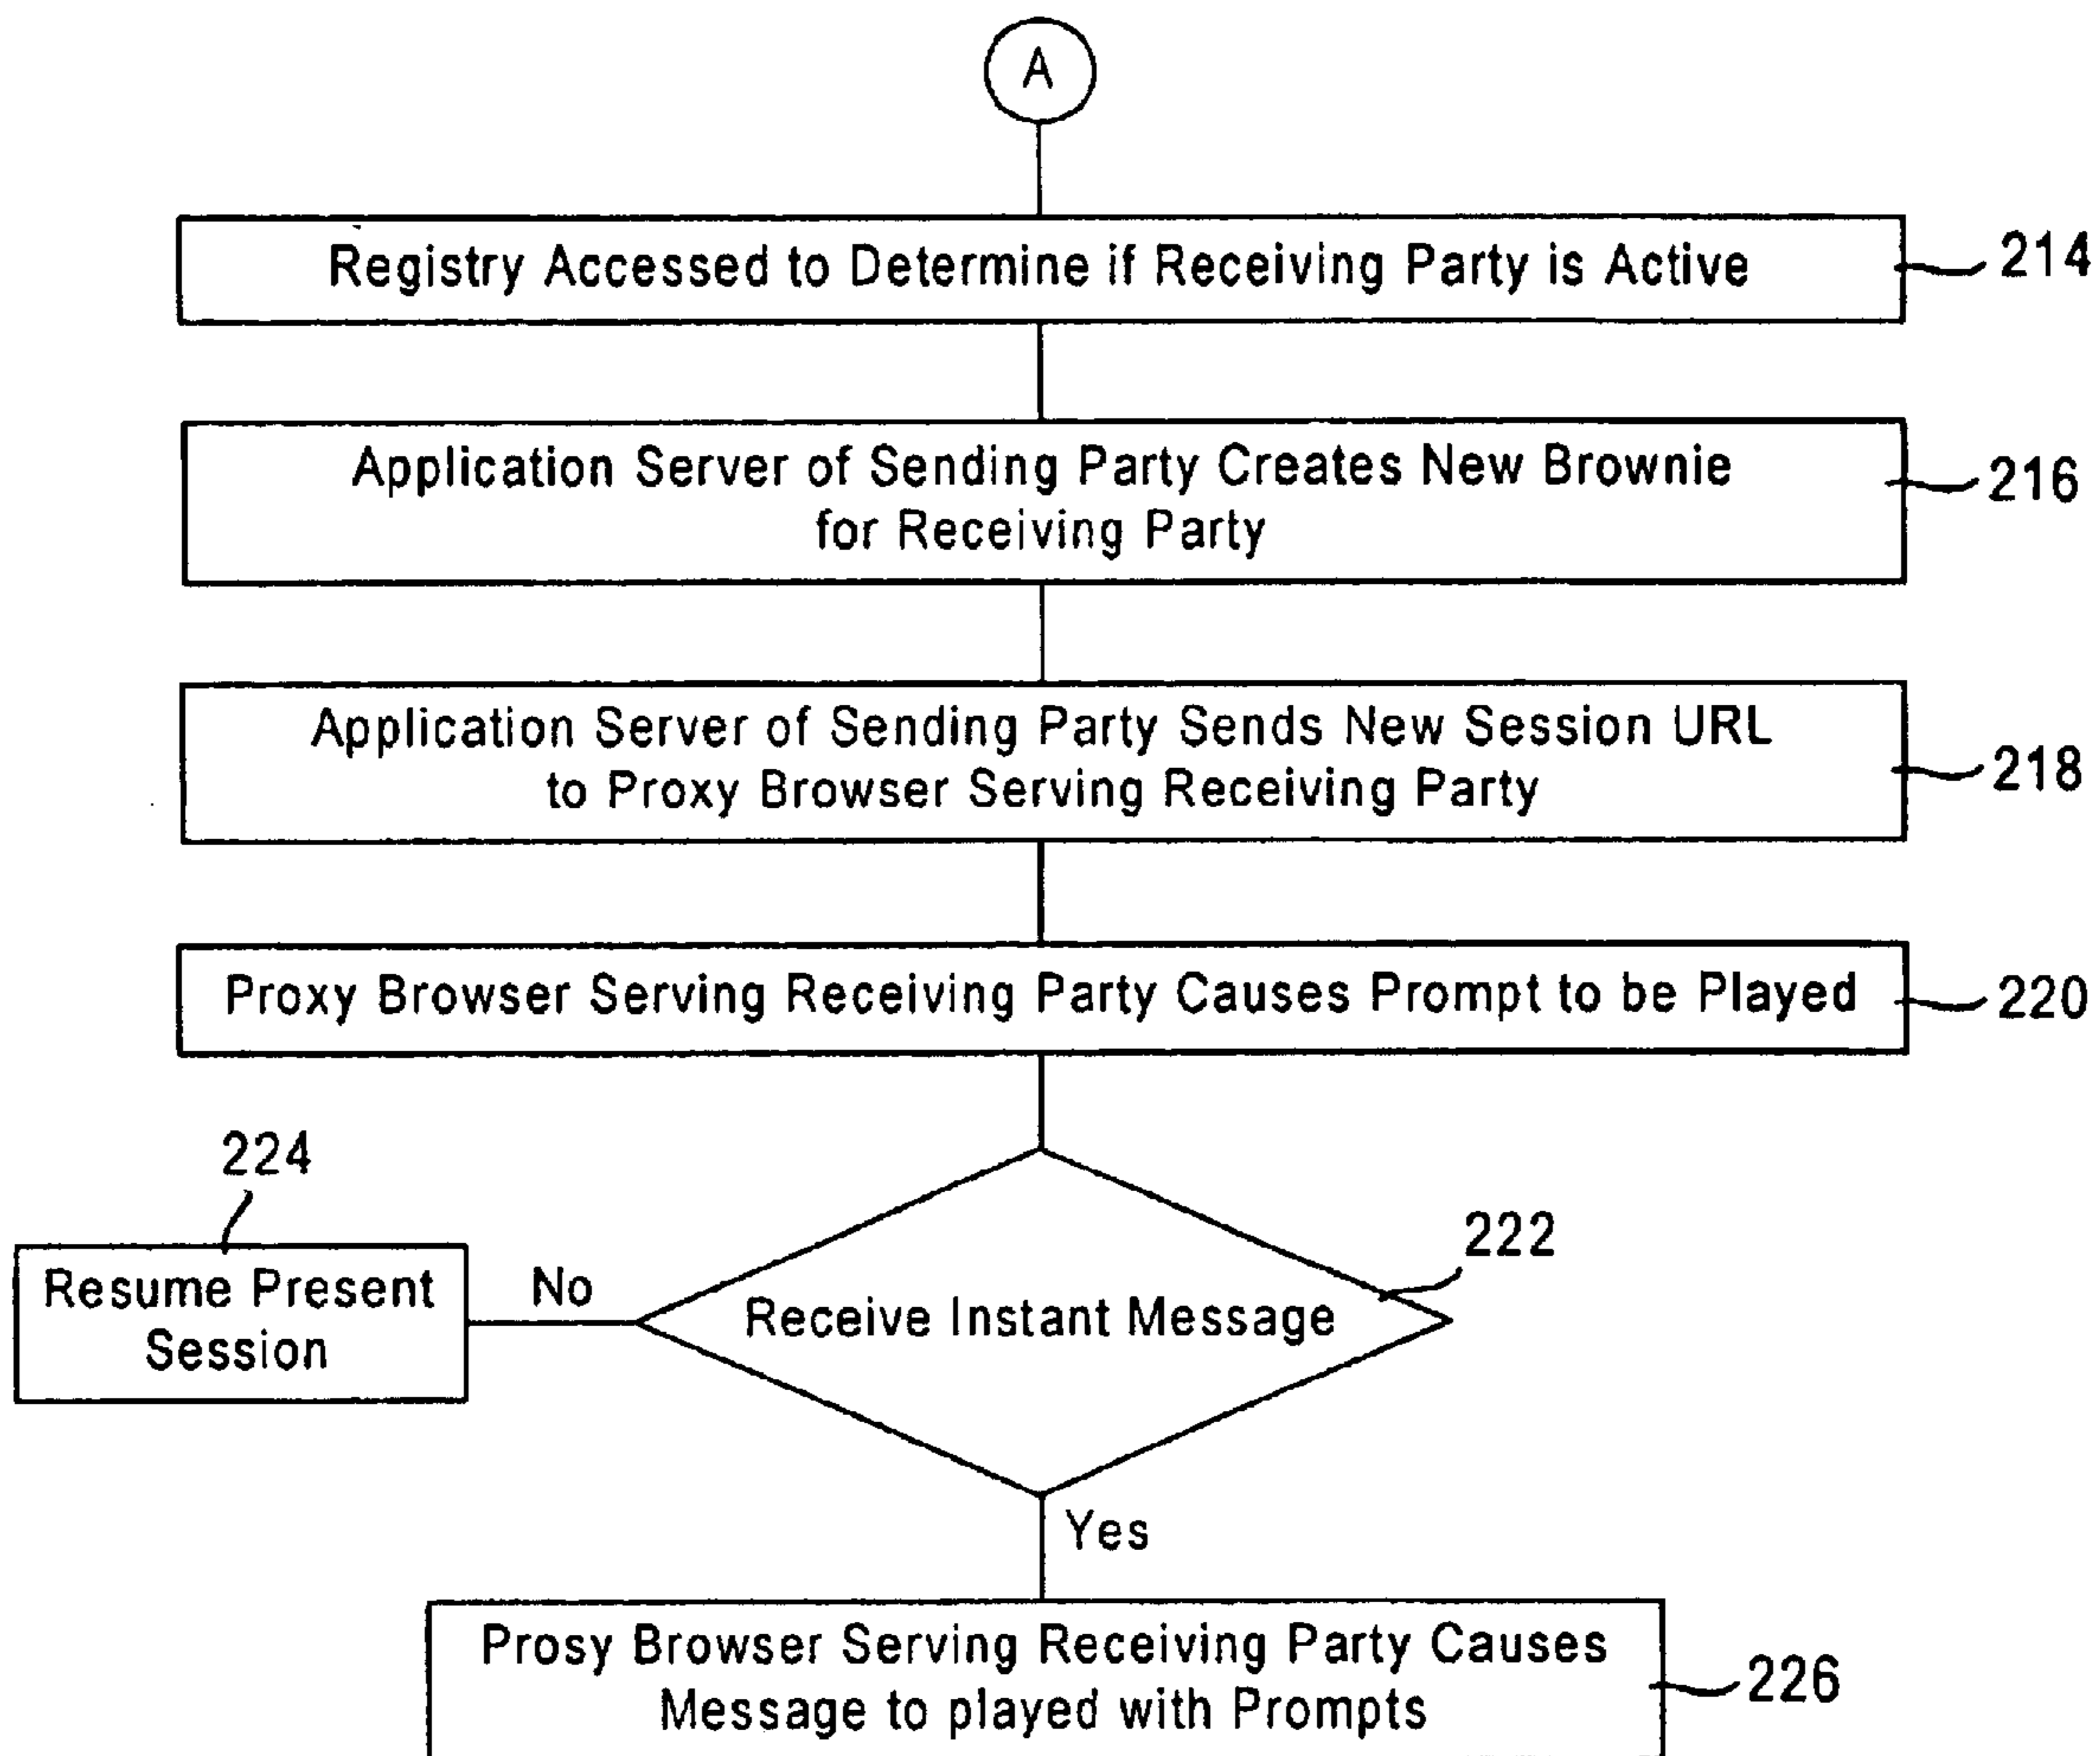 A
Registry Accessed to Determine if Receiving Party is Active
214
Application Server of Sending Party Creates New Brownie
for Receiving Party
216
Application Server of Sending Party Sends New Session URL
to Proxy Browser Serving Receiving Party
218
Proxy Browser Serving Receiving Party Causes Prompt to be Played
220
224
Resume Present
Session
No
Receive Instant Message
222
Yes
Prosy Browser Serving Receiving Party Causes
Message to played with Prompts
226